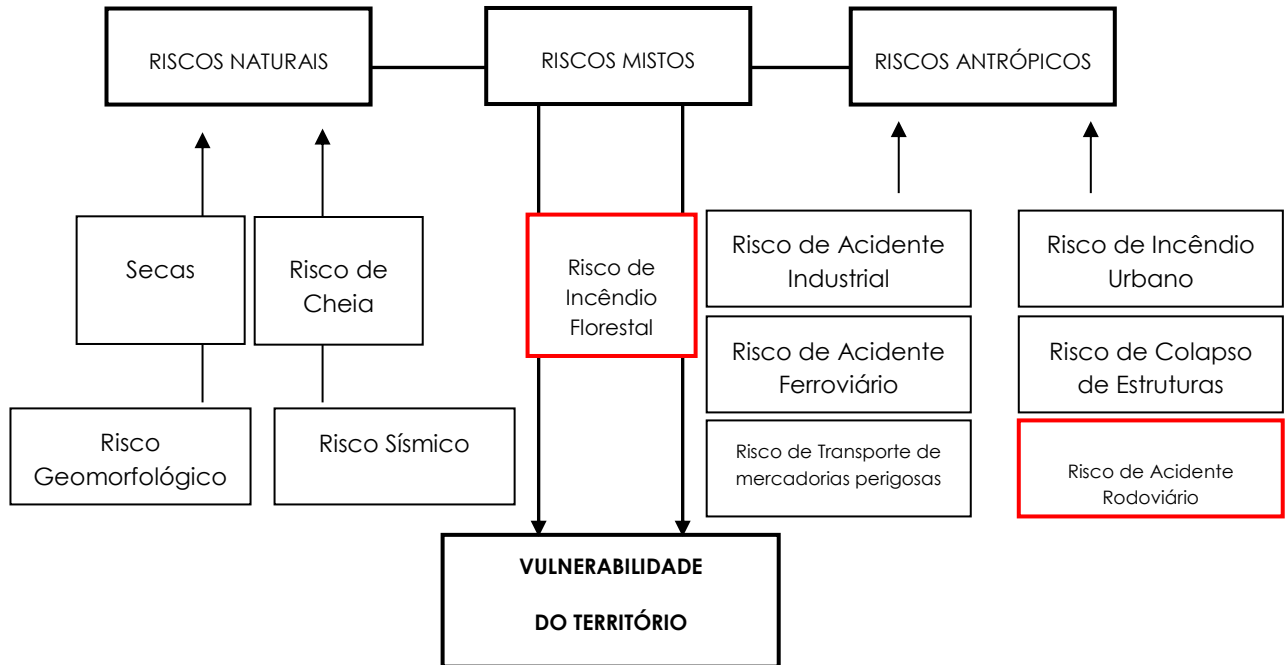 RISCOS NATURAIS
RISCOS MISTOS
RISCOS ANTRÓPICOS
Secas
Risco de
Cheia
Risco de
Incêndio
Florestal
Risco de Acidente
Industrial
Risco de Incêndio
Urbano
Risco de Acidente
Ferroviário
Risco de Colapso
de Estruturas
Risco
Geomorfológico
Risco Sísmico
Risco de Transporte de
mercadorias perigosas
Risco de Acidente
Rodoviário
VULNERABILIDADE
DO TERRITÓRIO